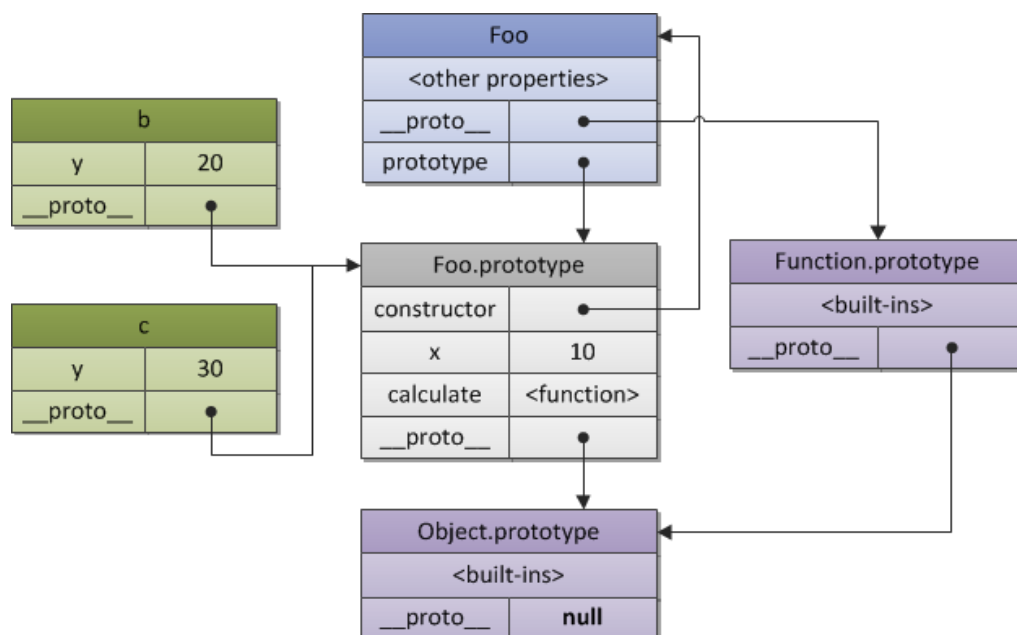 Foo
<other properties>
__proto__
prototype
b
y 20
__proto__
c
y 30
__proto__
Foo.prototype
constructor
x 10
calculate <function>
__proto__
Function.prototype
<built-ins>
__proto__
Object.prototype
<built-ins>
__proto__ null